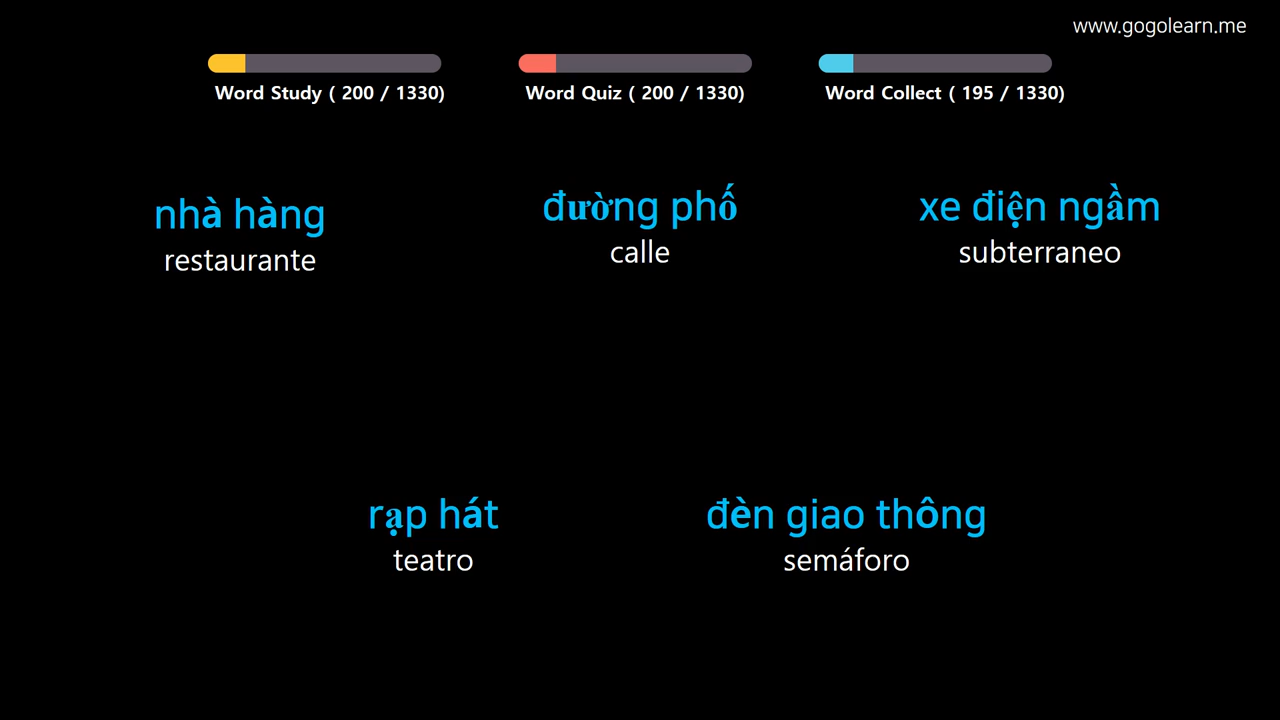 www.gogolearn.me
Word Study ( 200 / 1330)
Word Quiz ( 200 / 1330)
Word Collect ( 195 / 1330)
nhà hàng
restaurante
đường phố
calle
xe điện ngầm
subterraneo
rạp hát
teatro
đèn giao thông
semáforo